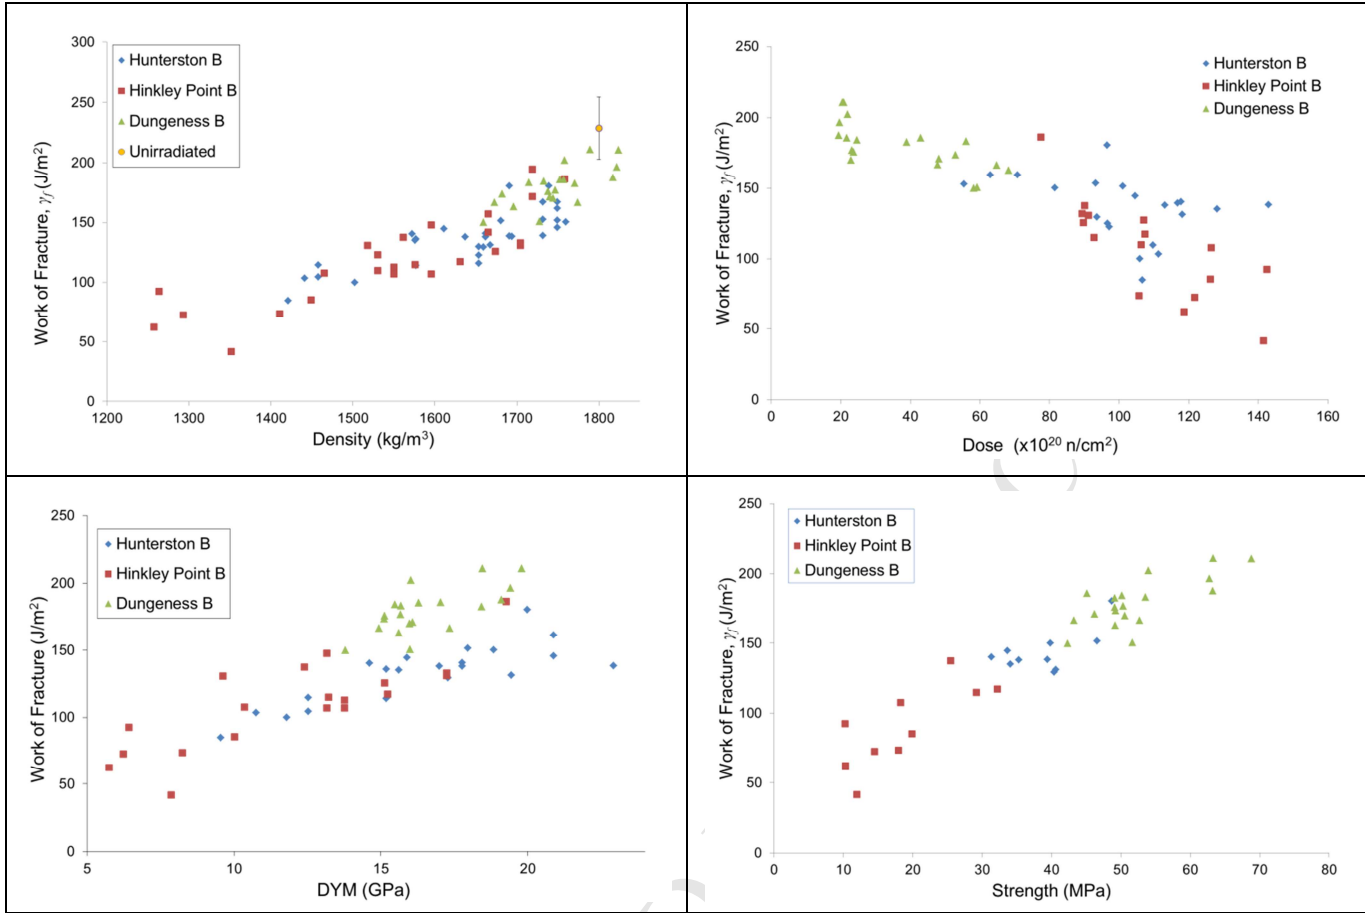 300
250
200
150
100
50
0
Work of Fracture, γf (J/m²)
Hunterston B
Hinkley Point B
Dungeness B
Unirradiated
1200 1300 1400 1500 1600 1700 1800
Density (kg/m³)
250
200
150
100
50
0
Work of Fracture, γf (J/m²)
Hunterston B
Hinkley Point B
Dungeness B
0 20 40 60 80 100 120 140 160
Dose (x10²⁰ n/cm²)
250
200
150
100
50
0
Work of Fracture (J/m²)
Hunterston B
Hinkley Point B
Dungeness B
5 10 15 20
DYM (GPa)
250
200
150
100
50
0
Work of Fracture, γf (J/m²)
Hunterston B
Hinkley Point B
Dungeness B
0 10 20 30 40 50 60 70 80
Strength (MPa)